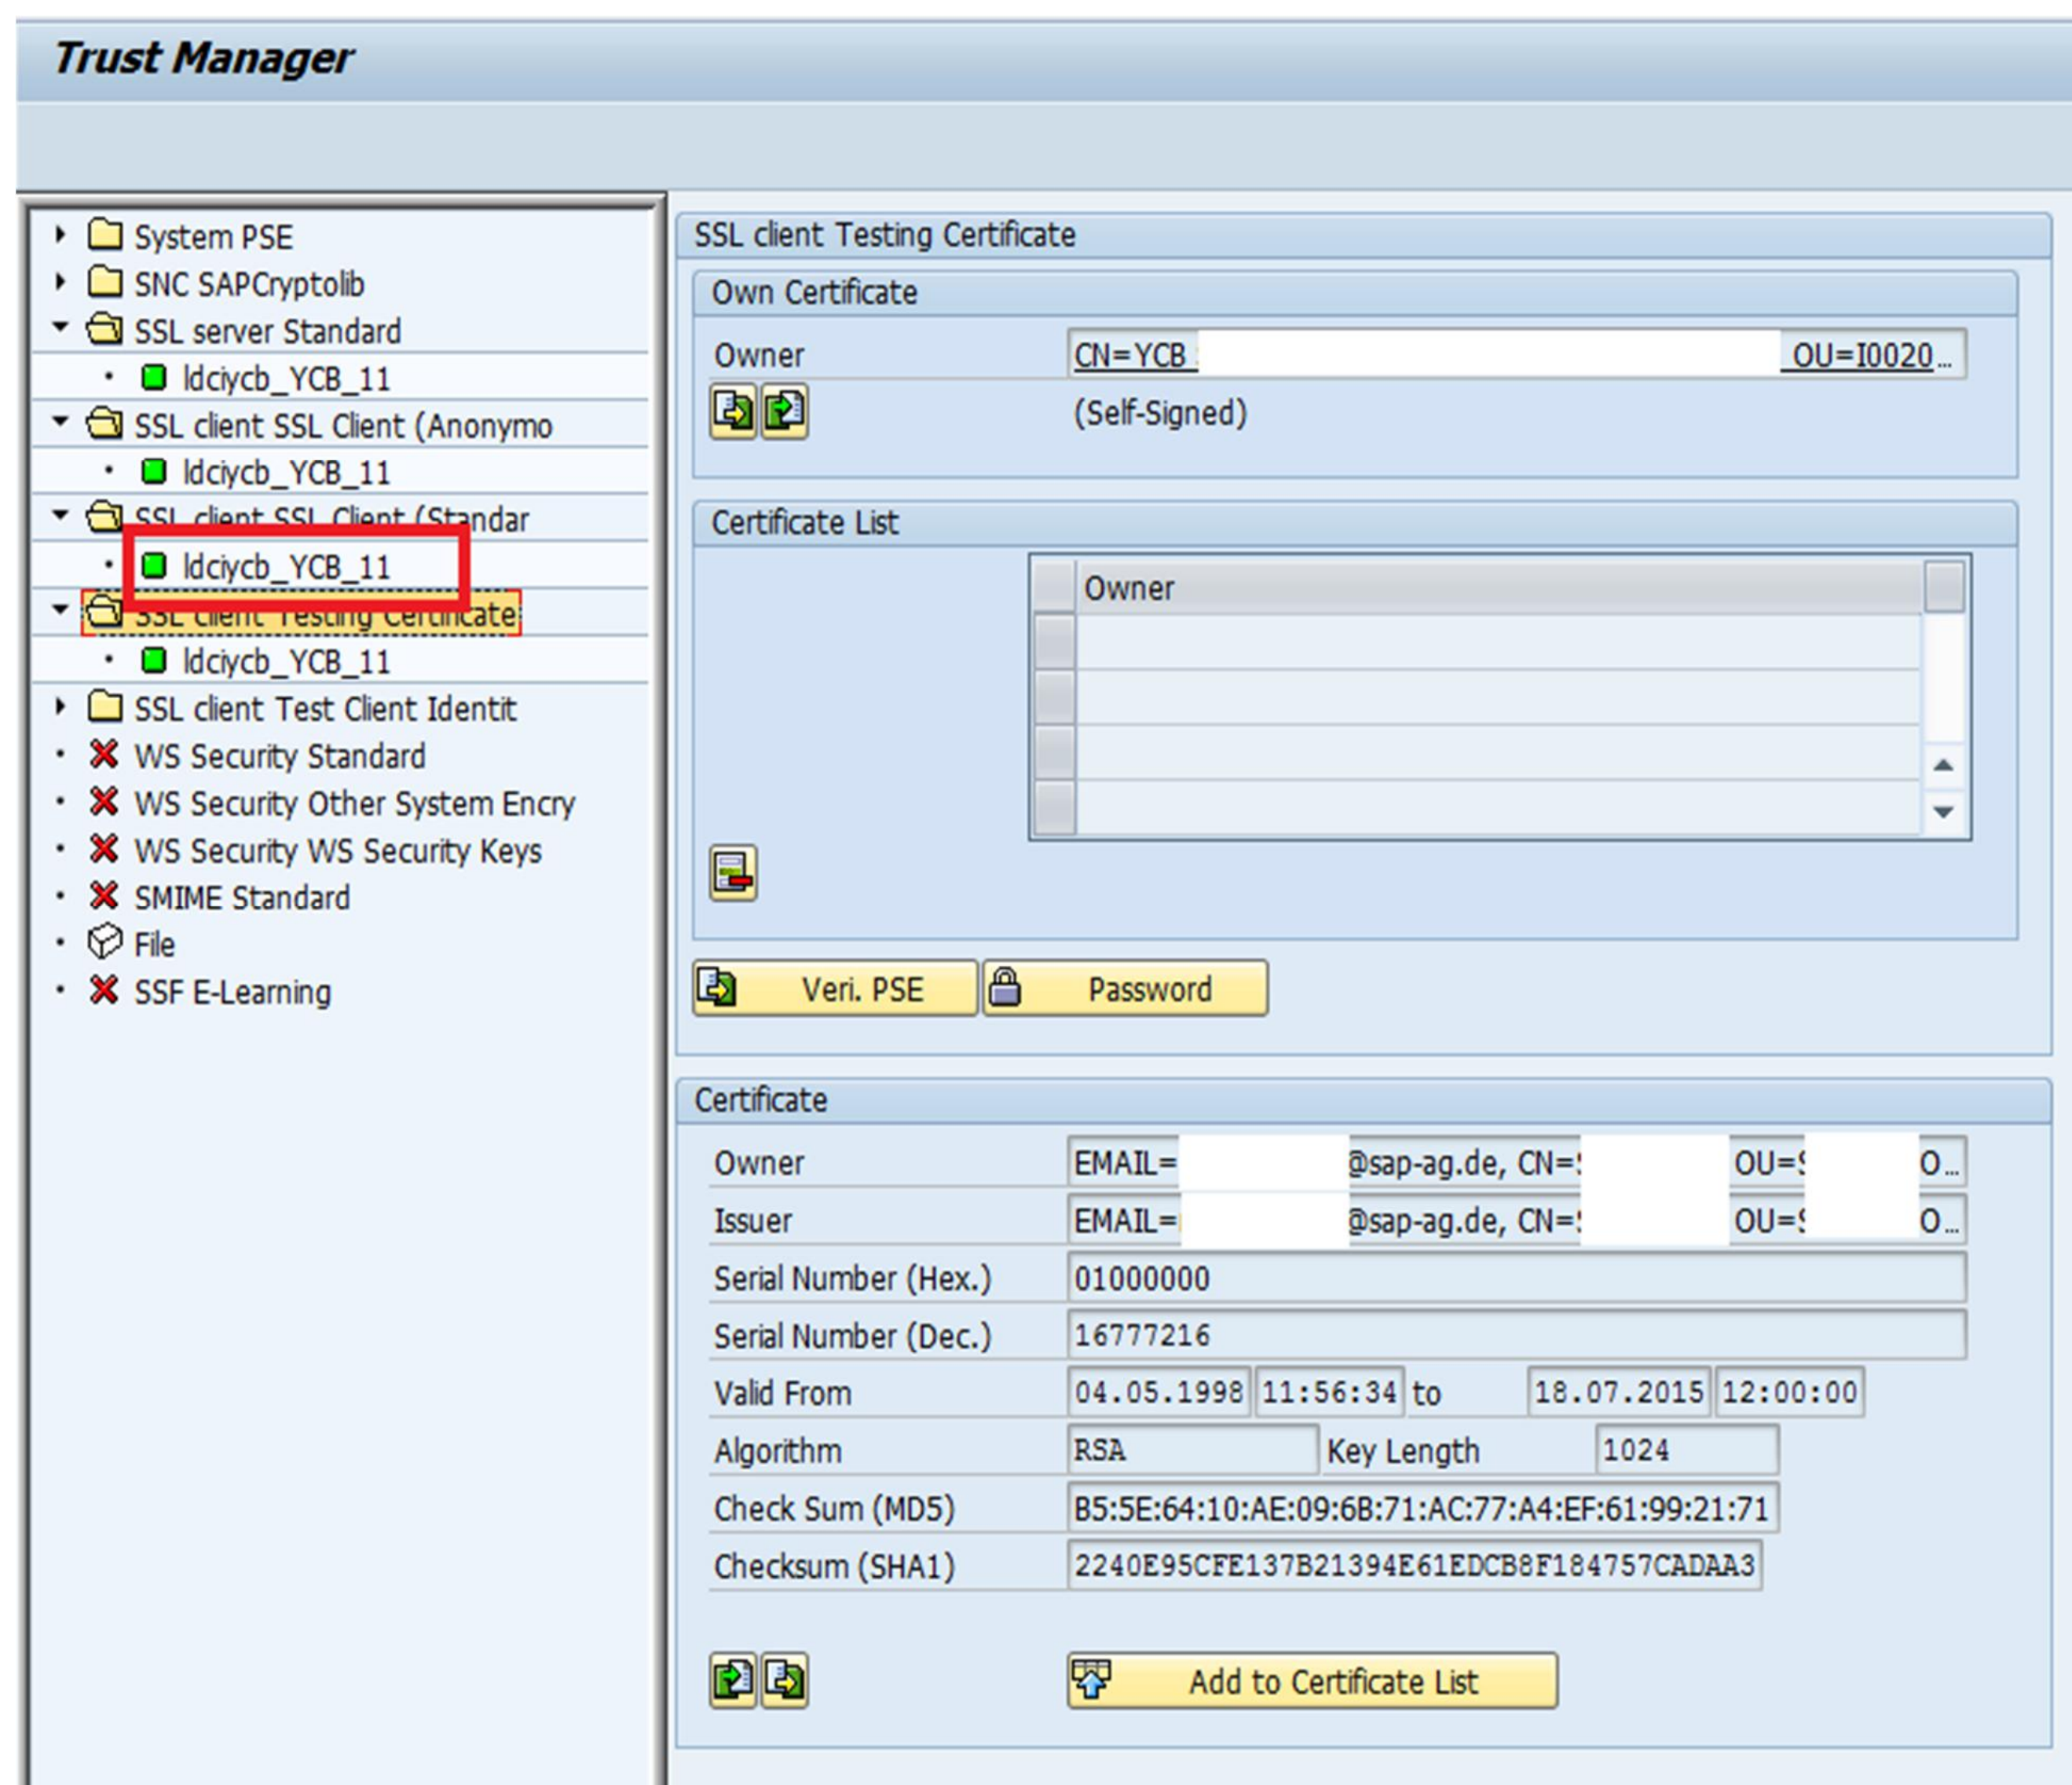 Trust Manager
System PSE
SNC SAPCryptolib
SSL server Standard
ldciycb_YCB_11
SSL client SSL Client (Anonymo
ldciycb_YCB_11
SSL client SSL Client (Standar
ldciycb_YCB_11
SSL client Testing Certificate
ldciycb_YCB_11
SSL client Test Client Identit
WS Security Standard
WS Security Other System Encry
WS Security WS Security Keys
SMIME Standard
File
SSF E-Learning
SSL client Testing Certificate
Own Certificate
Owner CN=YCB OU=I0020...
(Self-Signed)
Certificate List
Owner
Veri. PSE Password
Certificate
Owner EMAIL= @sap-ag.de, CN= OU= O...
Issuer EMAIL= @sap-ag.de, CN= OU= O...
Serial Number (Hex.) 01000000
Serial Number (Dec.) 16777216
Valid From 04.05.1998 11:56:34 to 18.07.2015 12:00:00
Algorithm RSA Key Length 1024
Check Sum (MD5) B5:5E:64:10:AE:09:6B:71:AC:77:A4:EF:61:99:21:71
Checksum (SHA1) 2240E95CFE137B21394E61EDCB8F184757CADAA3
Add to Certificate List